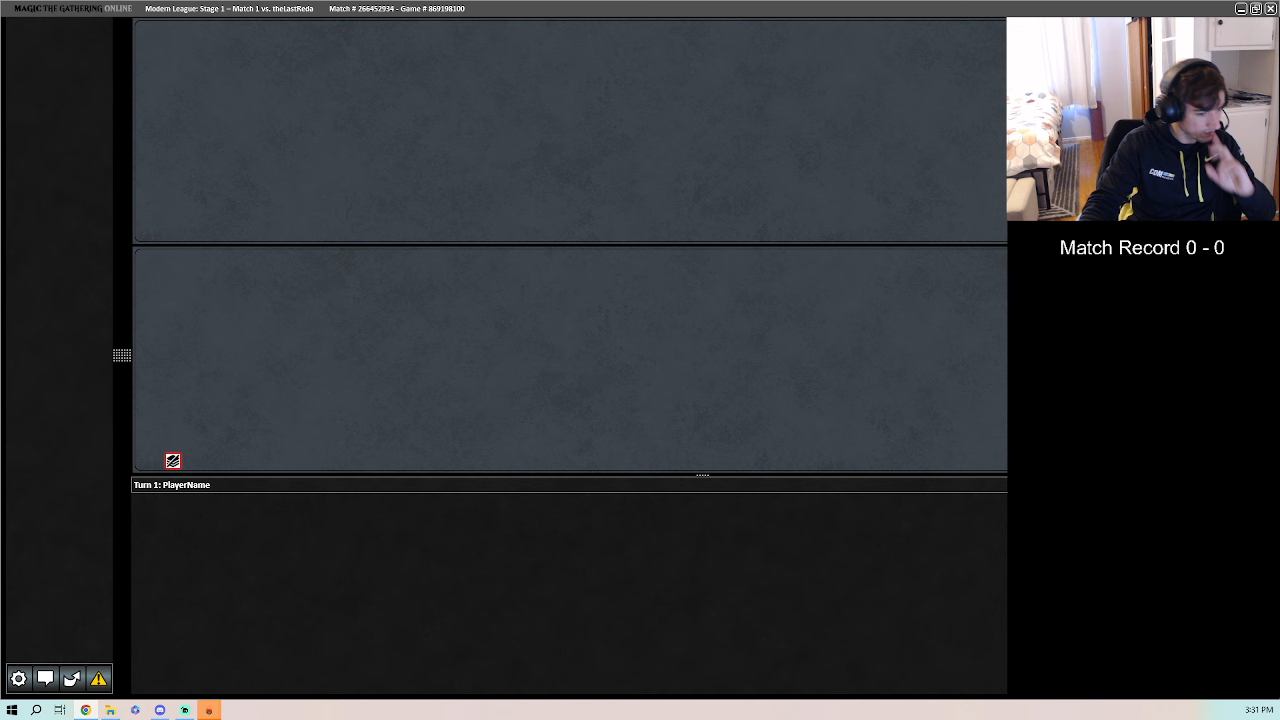 MAGIC THE GATHERING ONLINE
Modern League: Stage 1 – Match 1 vs. theLastReda
Match # 266452934 - Game # 869198100
Match Record 0 - 0
Turn 1: PlayerName
3:31 PM